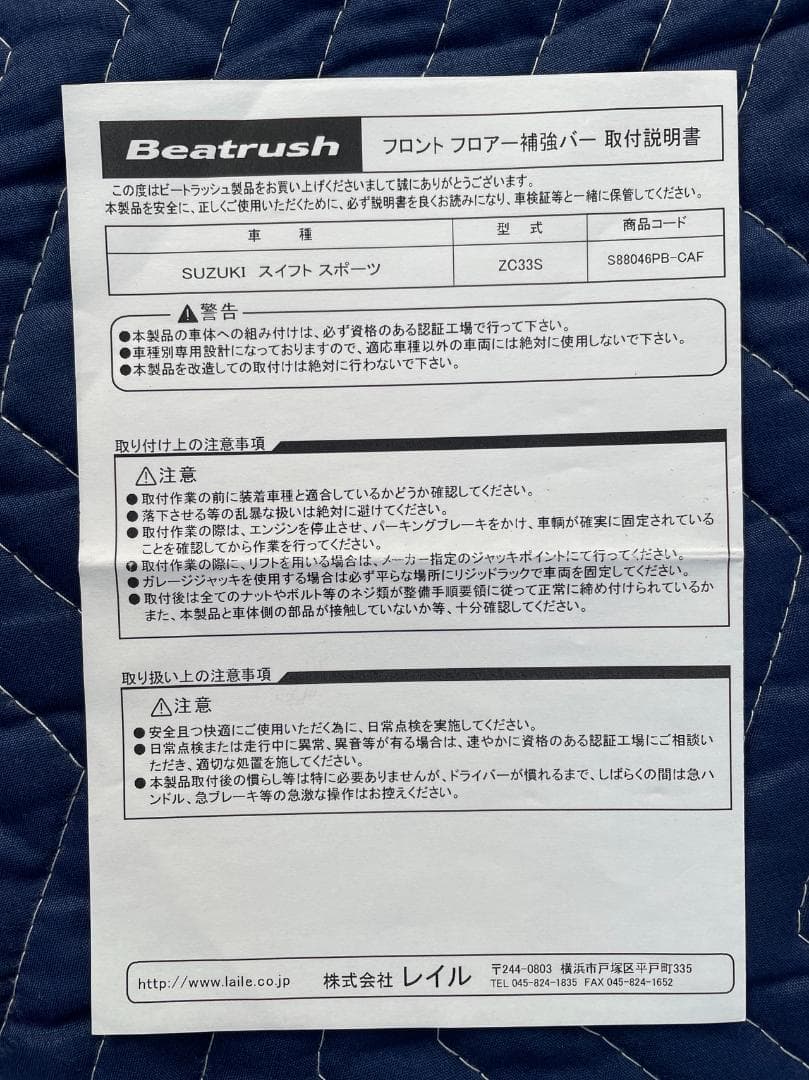 Beatrush フロント フロアー補強バー 取付説明書
この度はビートラッシュ製品をお買い上げくださいまして誠にありがとうございます。
本製品を安全に、正しくご使用いただくために、必ず説明書を良くお読みになり、車検証等と一緒に保管してください。
車 種 型 式 商品コード
SUZUKI スイフト スポーツ ZC33S S88046PB-CAF
⚠警告
●本製品の車体への組み付けは、必ず資格のある認証工場で行って下さい。
●車種別専用設計になっておりますので、適応車種以外の車両には絶対に使用しないで下さい。
●本製品を改造しての取付けは絶対に行わないで下さい。
取り付け上の注意事項
⚠注意
●取付作業の前に装着車種と適合しているかどうか確認してください。
●落下させる等の乱暴な扱いは絶対に避けてください。
●取付作業の際は、エンジンを停止させ、パーキングブレーキをかけ、車輌が確実に固定されている
ことを確認してから作業を行ってください。
●取付作業の際に、リフトを用いる場合は、メーカー指定のジャッキポイントにて行ってください。
●ガレージジャッキを使用する場合は必ず平らな場所にリジッドラックで車両を固定してください。
●取付後は全てのナットやボルト等のネジ類が整備手順要領に従って正常に締め付けられているか
また、本製品と車体側の部品が接触していないか等、十分確認してください。
取り扱い上の注意事項
⚠注意
●安全且つ快適にご使用いただく為に、日常点検を実施してください。
●日常点検または走行中に異常、異音等が有る場合は、速やかに資格のある認証工場にご相談い
ただき、適切な処置を施してください。
●本製品取付後の慣らし等は特に必要ありませんが、ドライバーが慣れるまで、しばらくの間は急ハ
ンドル、急ブレーキ等の急激な操作はお控えください。
http://www.laile.co.jp 株式会社 レイル 〒244-0803 横浜市戸塚区平戸町335
TEL 045-824-1835 FAX 045-824-1652